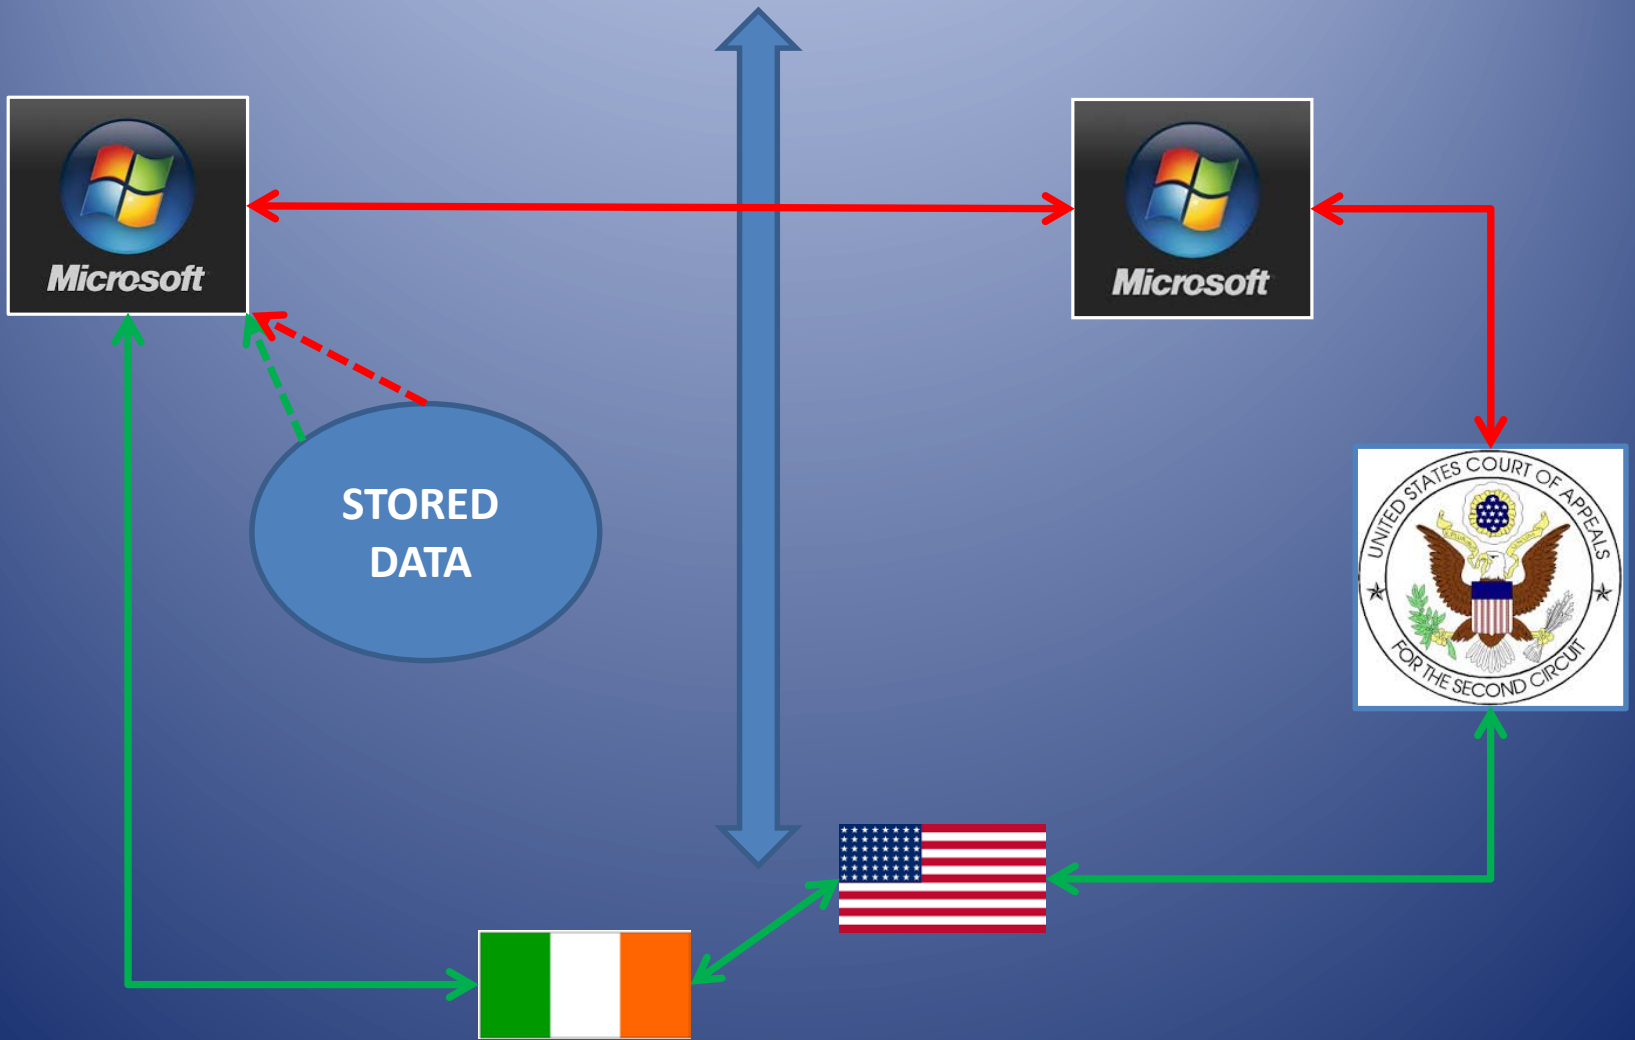 Microsoft
Microsoft
STORED
DATA
UNITED STATES COURT OF APPEALS
FOR THE SECOND CIRCUIT